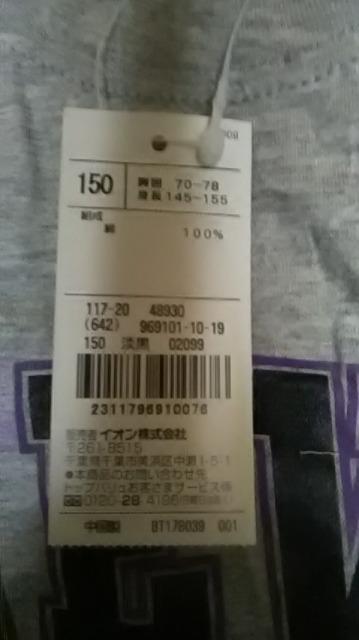 150
胸囲 70-78
身長 145-155
組成
綿 100%
117-20 48930
(642) 969101-10-19
150 淡黒 02099
2311796910076
販売者 イオン株式会社
〒261-8515
千葉県千葉市美浜区中瀬1-5-1
●本商品のお問い合わせ先
トップバリュお客さまサービス係
0120-28-4186
中国製 BT178039 001